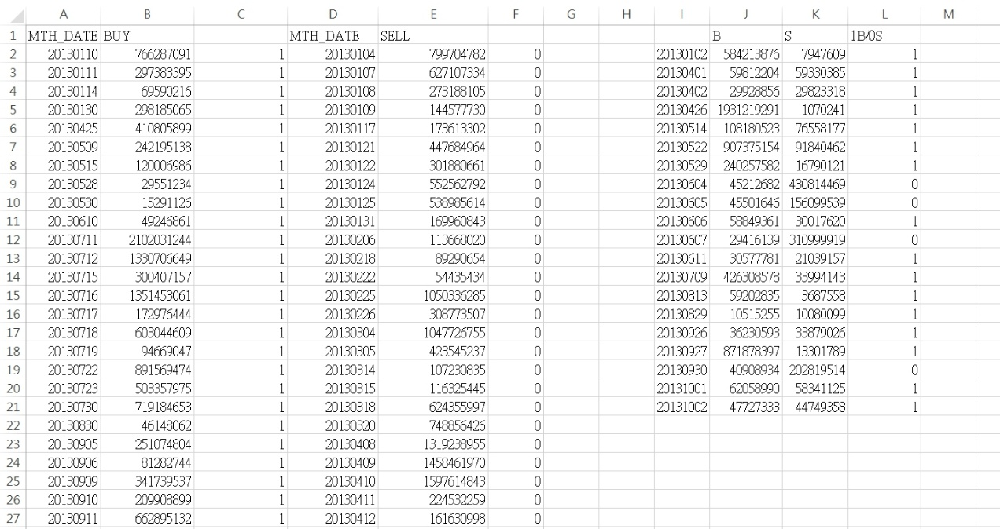 A B C D E F G H I J K L M
1 MTH_DATE BUY MTH_DATE SELL B S 1B/0S
2 20130110 766287091 1 20130104 799704782 0 20130102 584213876 7947609 1
3 20130111 297383395 1 20130107 627107334 0 20130401 59812204 59330385 1
4 20130114 69590216 1 20130108 273188105 0 20130402 29928856 29823318 1
5 20130130 298185065 1 20130109 144577730 0 20130426 1931219291 1070241 1
6 20130425 410805899 1 20130117 173613302 0 20130514 108180523 76558177 1
7 20130509 242195138 1 20130121 447684964 0 20130522 907375154 91840462 1
8 20130515 120006986 1 20130122 301880661 0 20130529 240257582 16790121 1
9 20130528 29551234 1 20130124 552562792 0 20130604 45212682 430814469 0
10 20130530 15291126 1 20130125 538985614 0 20130605 45501646 156099539 0
11 20130610 49246861 1 20130131 169960843 0 20130606 58849361 30017620 1
12 20130711 2102031244 1 20130206 113668020 0 20130607 29416139 310999919 0
13 20130712 1330706649 1 20130218 89290654 0 20130611 30577781 21039157 1
14 20130715 300407157 1 20130222 54435434 0 20130709 426308578 33994143 1
15 20130716 1351453061 1 20130225 1050336285 0 20130813 59202835 3687558 1
16 20130717 172976444 1 20130226 308773507 0 20130829 10515255 10080099 1
17 20130718 603044609 1 20130304 1047726755 0 20130926 36230593 33879026 1
18 20130719 94669047 1 20130305 423545237 0 20130927 871878397 13301789 1
19 20130722 891569474 1 20130314 107230835 0 20130930 40908934 202819514 0
20 20130723 503357975 1 20130315 116325445 0 20131001 62058990 58341125 1
21 20130730 719184653 1 20130318 624355997 0 20131002 47727333 44749358 1
22 20130830 46148062 1 20130320 748856426 0
23 20130905 251074804 1 20130408 1319238955 0
24 20130906 81282744 1 20130409 1458461970 0
25 20130909 341739537 1 20130410 1597614843 0
26 20130910 209908899 1 20130411 224532259 0
27 20130911 662895132 1 20130412 161630998 0